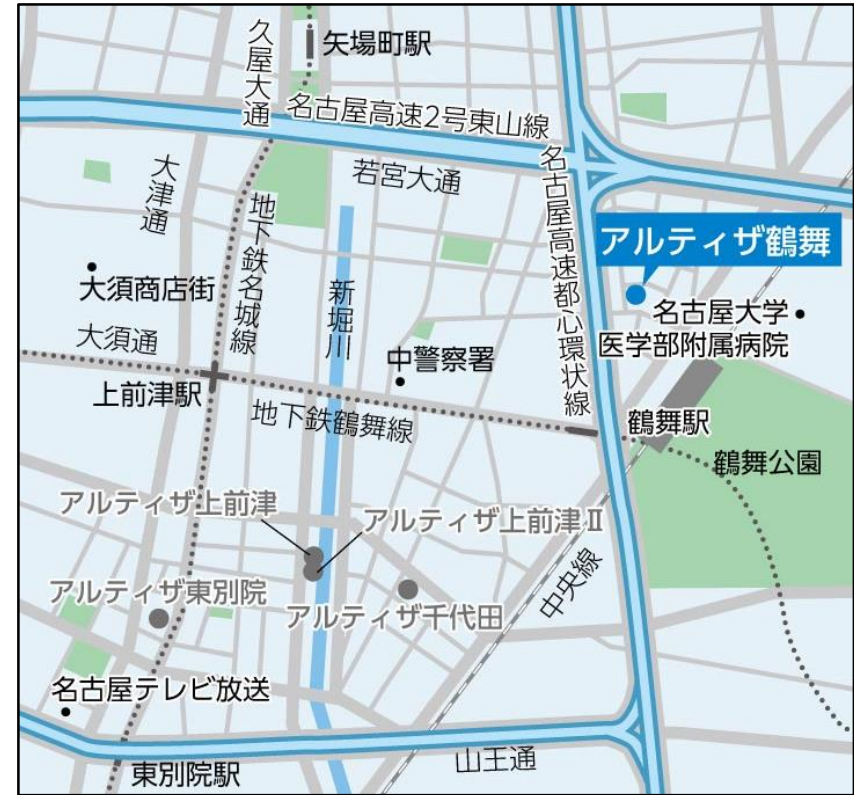 久屋大通
矢場町駅
名古屋高速2号東山線
大津通
若宮大通
名古屋高速都心環状線
地下鉄名城線
アルティザ鶴舞
大須商店街
新堀川
名古屋大学
医学部附属病院
大須通
中警察署
上前津駅
地下鉄鶴舞線
鶴舞駅
鶴舞公園
アルティザ上前津
アルティザ上前津Ⅱ
アルティザ東別院
アルティザ千代田
中央線
名古屋テレビ放送
東別院駅
山王通